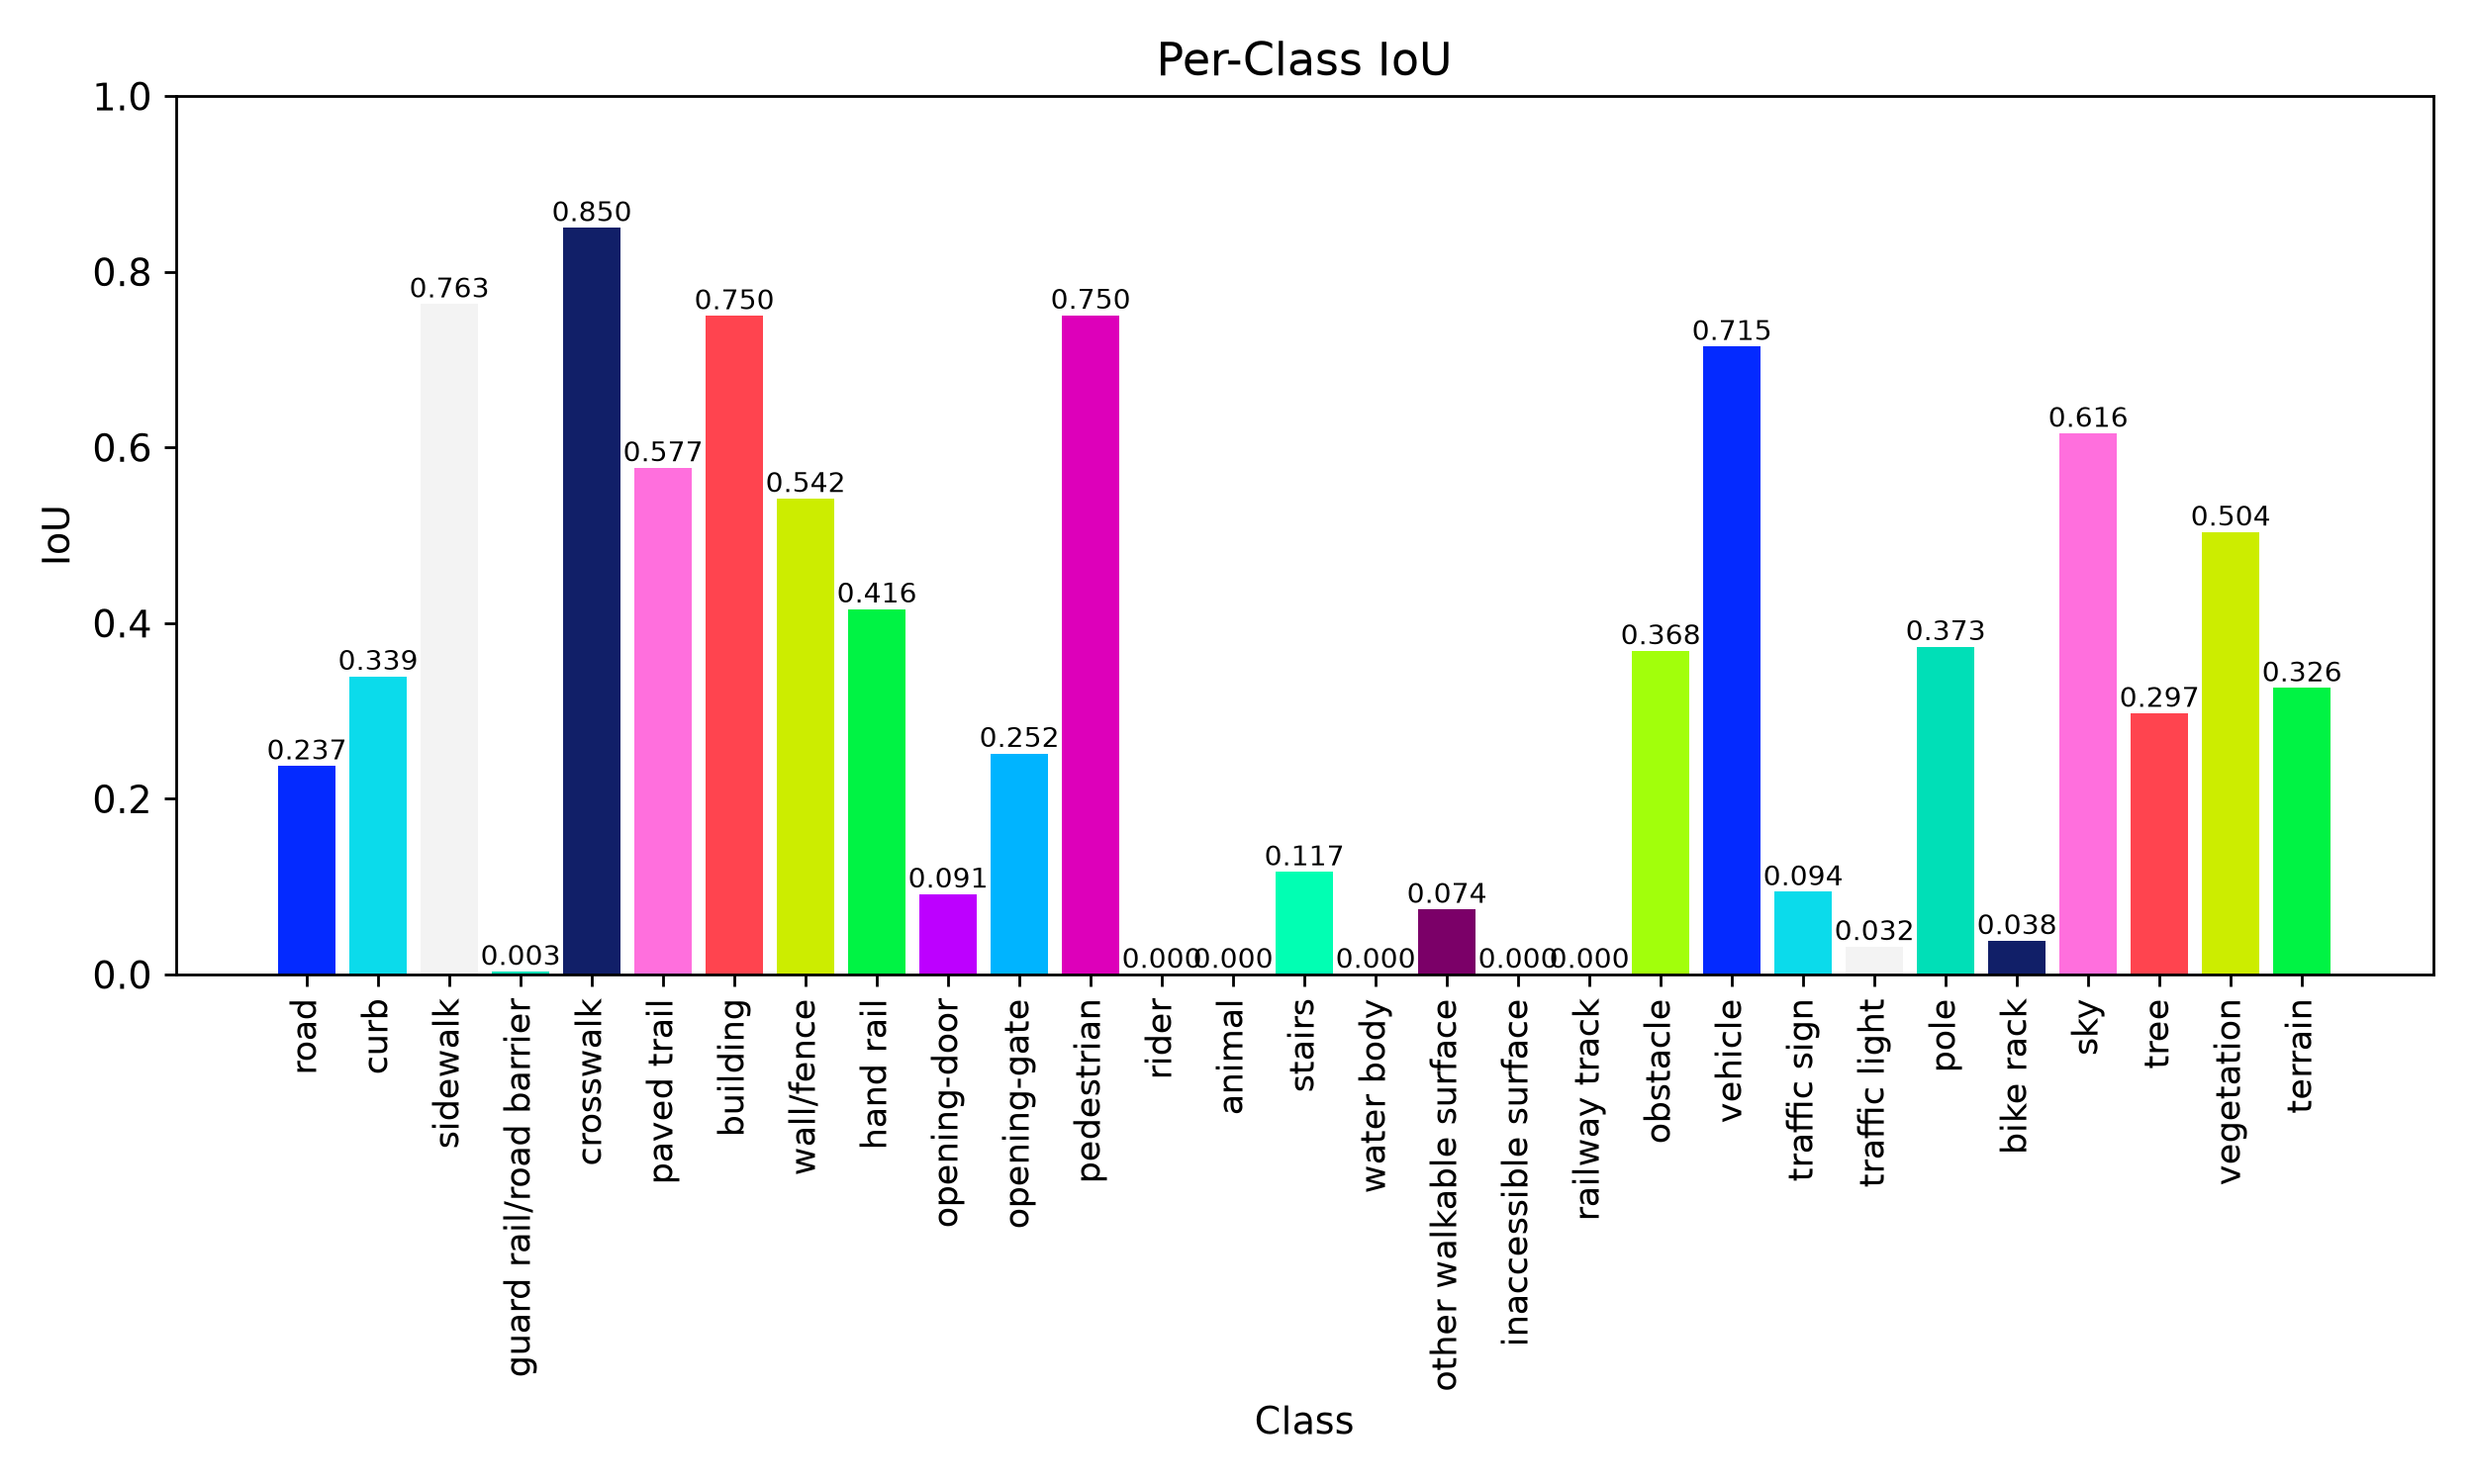 Per-Class IoU
IoU
1.0
0.8
0.6
0.4
0.2
0.0
0.237
0.339
0.763
0.003
0.850
0.577
0.750
0.542
0.416
0.091
0.252
0.750
0.000
0.000
0.117
0.000
0.074
0.000
0.000
0.368
0.715
0.094
0.032
0.373
0.038
0.616
0.297
0.504
0.326
road
curb
sidewalk
guard rail/road barrier
crosswalk
paved trail
building
wall/fence
hand rail
opening-door
opening-gate
pedestrian
rider
animal
stairs
water body
other walkable surface
inaccessible surface
railway track
obstacle
vehicle
traffic sign
traffic light
pole
bike rack
sky
tree
vegetation
terrain
Class